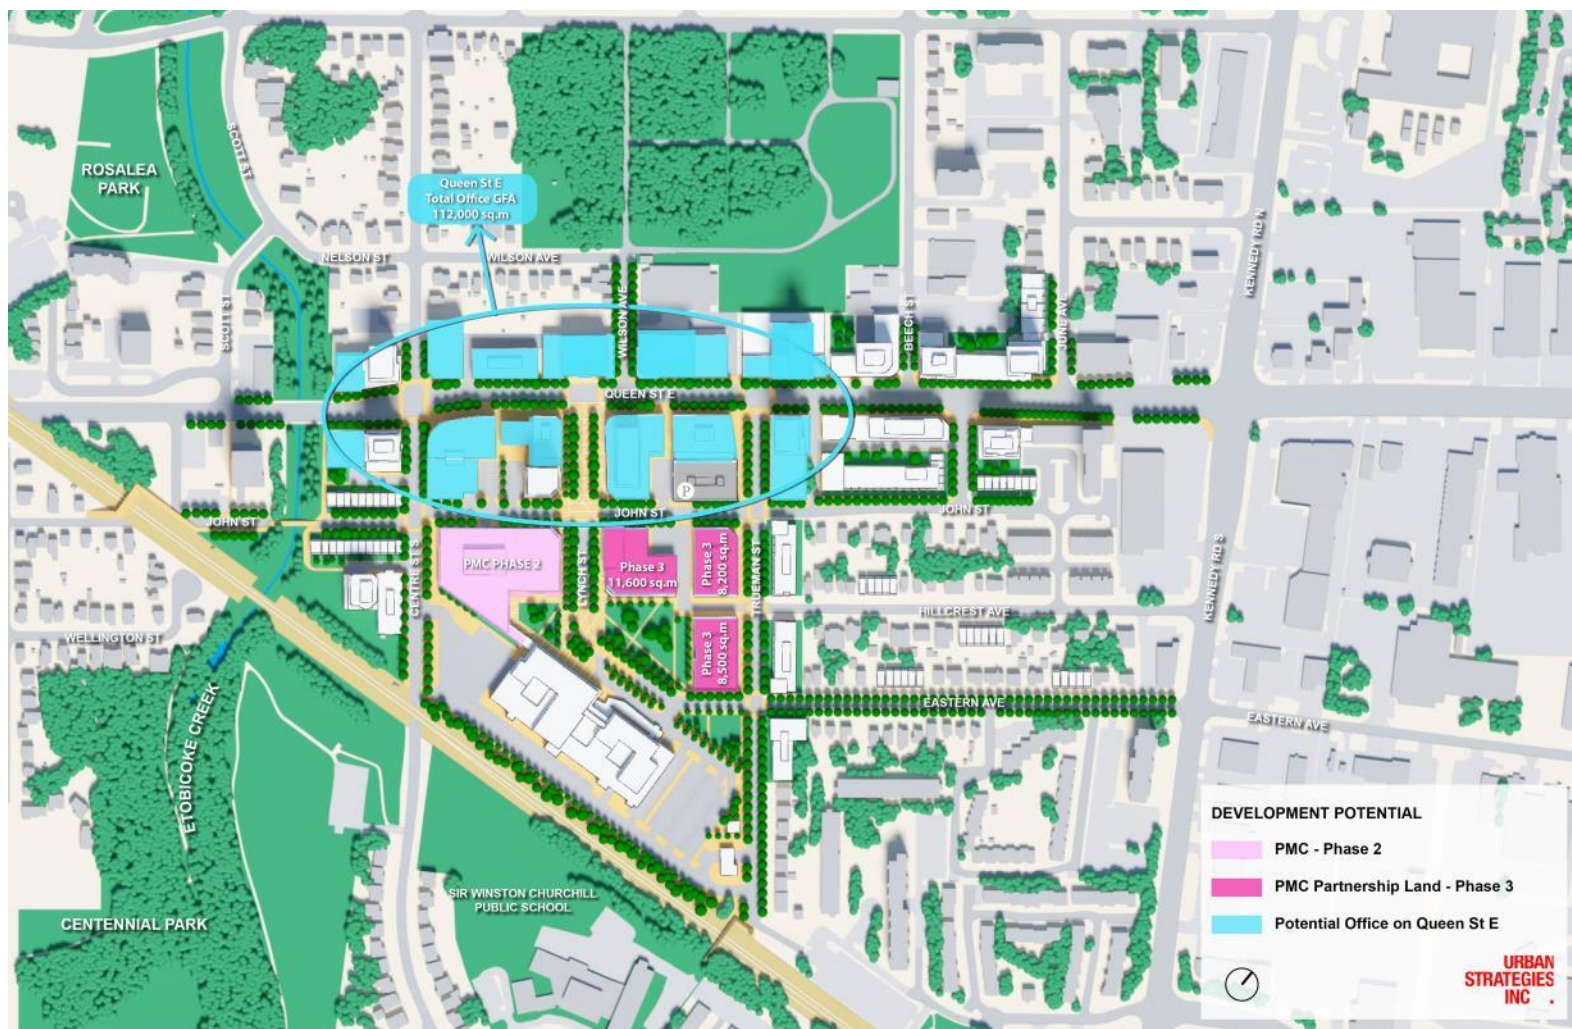 ROSALEA
PARK
SCOTT ST
Queen St E
Total Office GFA
112,000 sq.m
NELSON ST
WILSON AVE
KENNEDY RD N
SCOTT ST
WILSON AVE
BEECH ST
JUNE AVE
QUEEN ST E
P
JOHN ST
JOHN ST
JOHN ST
PMC PHASE 2
Phase 3
11,600 sq.m
Phase 3
8,200 sq.m
CENTRE ST S
LYNCH ST
TRUEMAN ST
KENNEDY RD S
HILLCREST AVE
WELLINGTON ST
Phase 3
8,500 sq.m
EASTERN AVE
EASTERN AVE
ETOBICOKE CREEK
SIR WINSTON CHURCHILL
PUBLIC SCHOOL
CENTENNIAL PARK
DEVELOPMENT POTENTIAL
PMC - Phase 2
PMC Partnership Land - Phase 3
Potential Office on Queen St E
URBAN
STRATEGIES
INC .